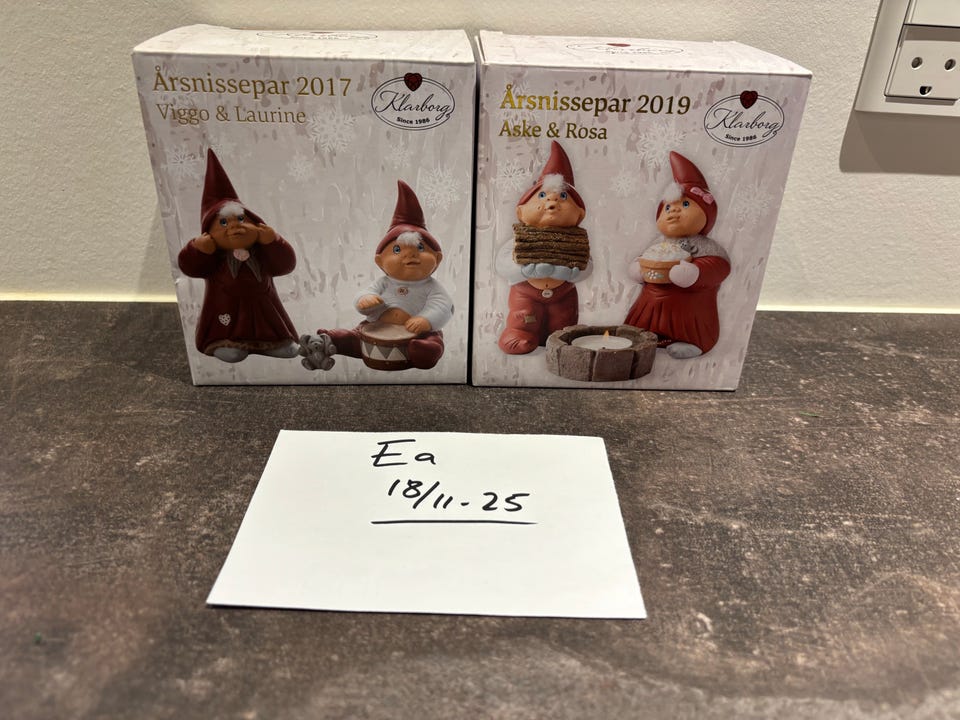 Årsnissepar 2017
Viggo & Laurine
Klarborg
Since 1986
Årsnissepar 2019
Aske & Rosa
Klarborg
Since 1986
Ea
18/11-25